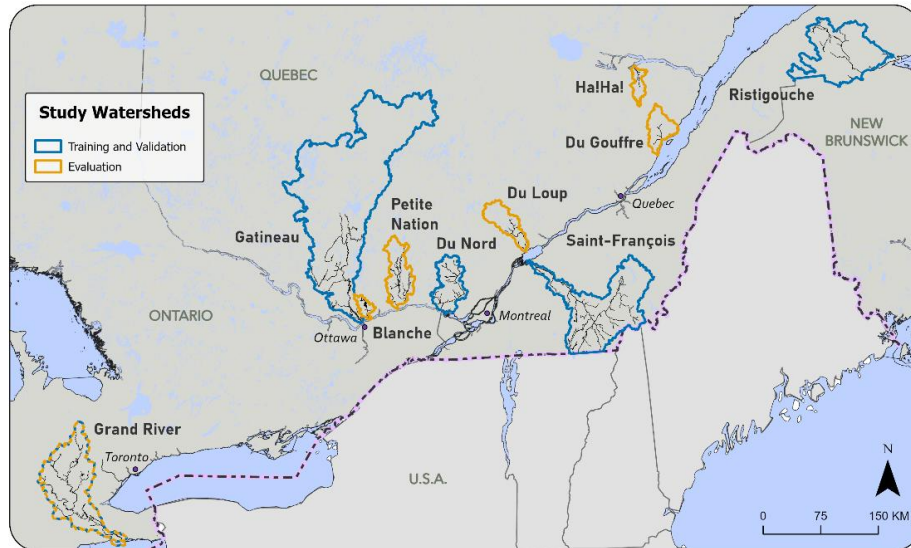 QUEBEC
Study Watersheds
Training and Validation
Evaluation
Ha!Ha!
Du Gouffre
Ristigouche
NEW
BRUNSWICK
Gatineau
Petite
Nation
Du Nord
Du Loup
Quebec
Saint-François
ONTARIO
Ottawa
Blanche
Montreal
Grand River
Toronto
U.S.A.
N
0 75 150 KM